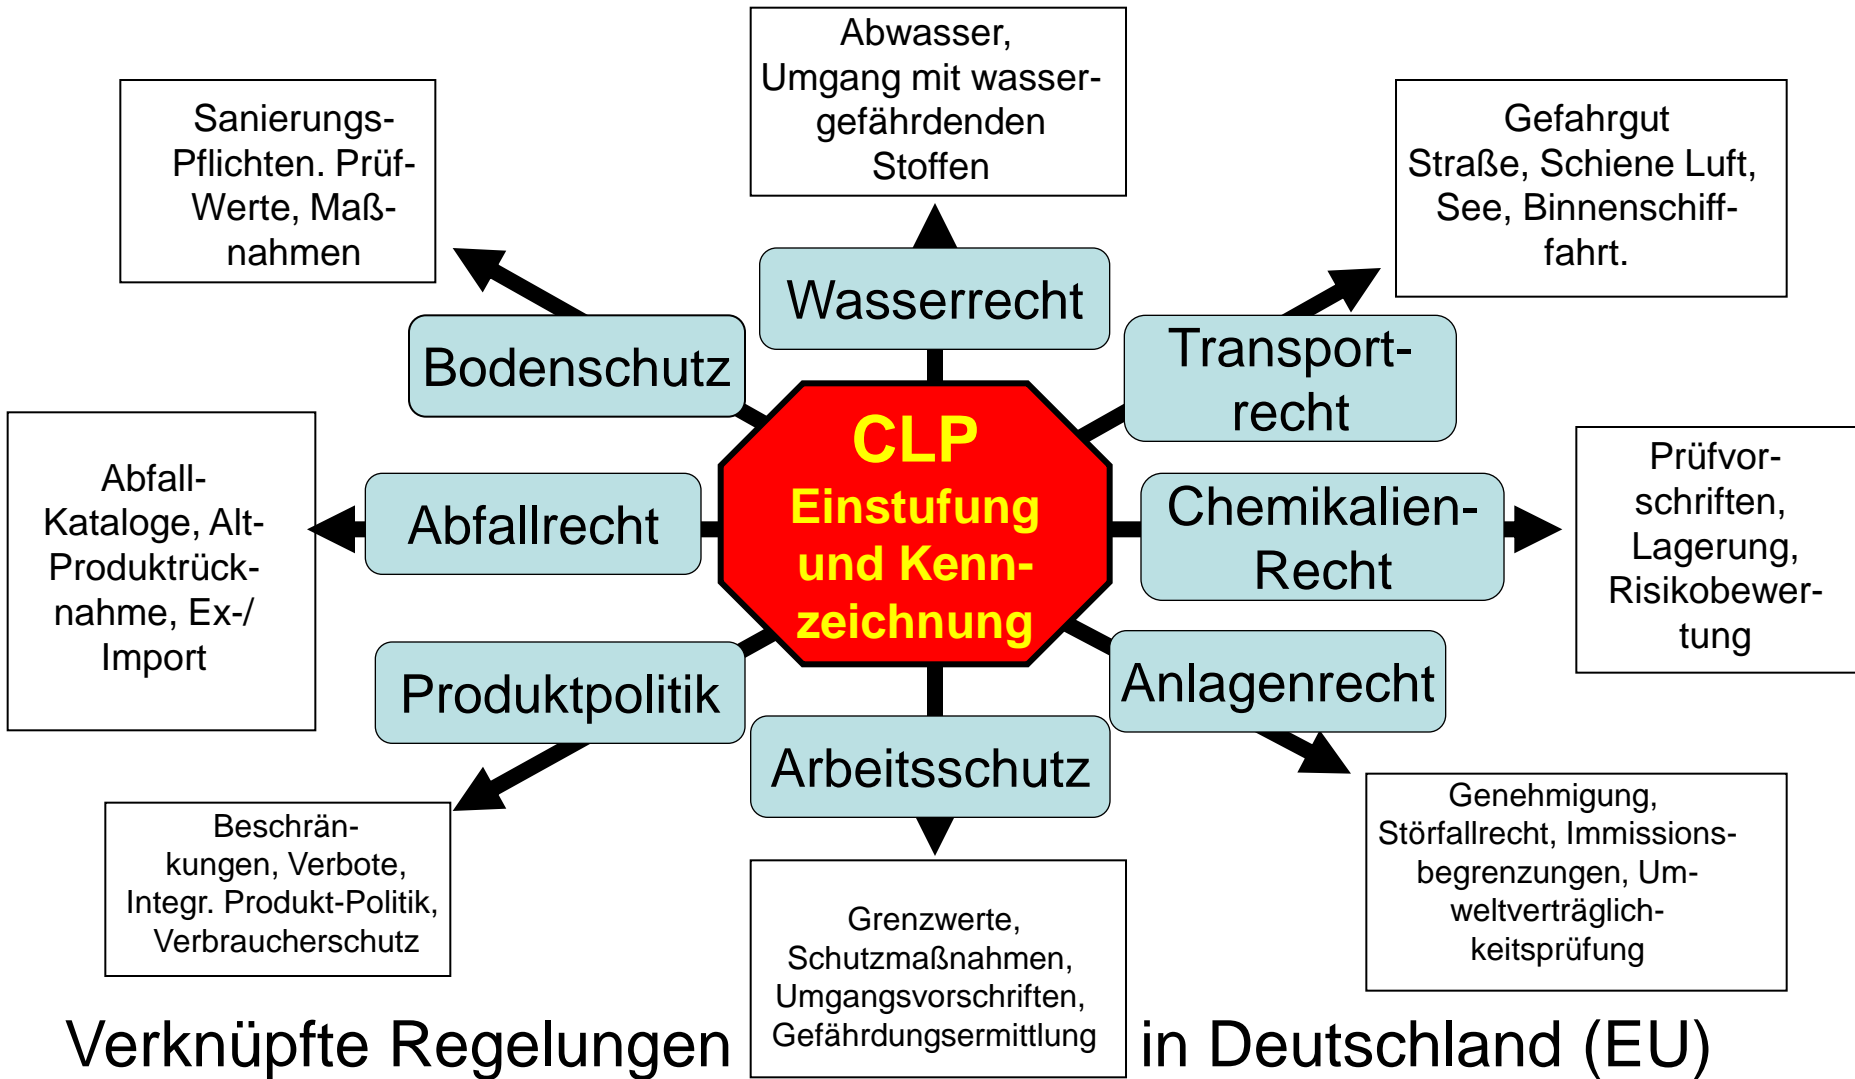 Abwasser,
Umgang mit wasser-
gefährdenden
Stoffen
Sanierungs-
Pflichten. Prüf-
Werte, Maß-
nahmen
Gefahrgut
Straße, Schiene Luft,
See, Binnenschiff-
fahrt.
Wasserrecht
Bodenschutz
Transport-
recht
CLP
Einstufung
und Kenn-
zeichnung
Abfall-
Kataloge, Alt-
Produktrück-
nahme, Ex-/
Import
Abfallrecht
Chemikalien-
Recht
Prüfvor-
schriften,
Lagerung,
Risikobewer-
tung
Produktpolitik
Anlagenrecht
Arbeitsschutz
Beschrän-
kungen, Verbote,
Integr. Produkt-Politik,
Verbraucherschutz
Grenzwerte,
Schutzmaßnahmen,
Umgangsvorschriften,
Gefährdungsermittlung
Genehmigung,
Störfallrecht, Immissions-
begrenzungen, Um-
weltverträglich-
keitsprüfung
Verknüpfte Regelungen in Deutschland (EU)